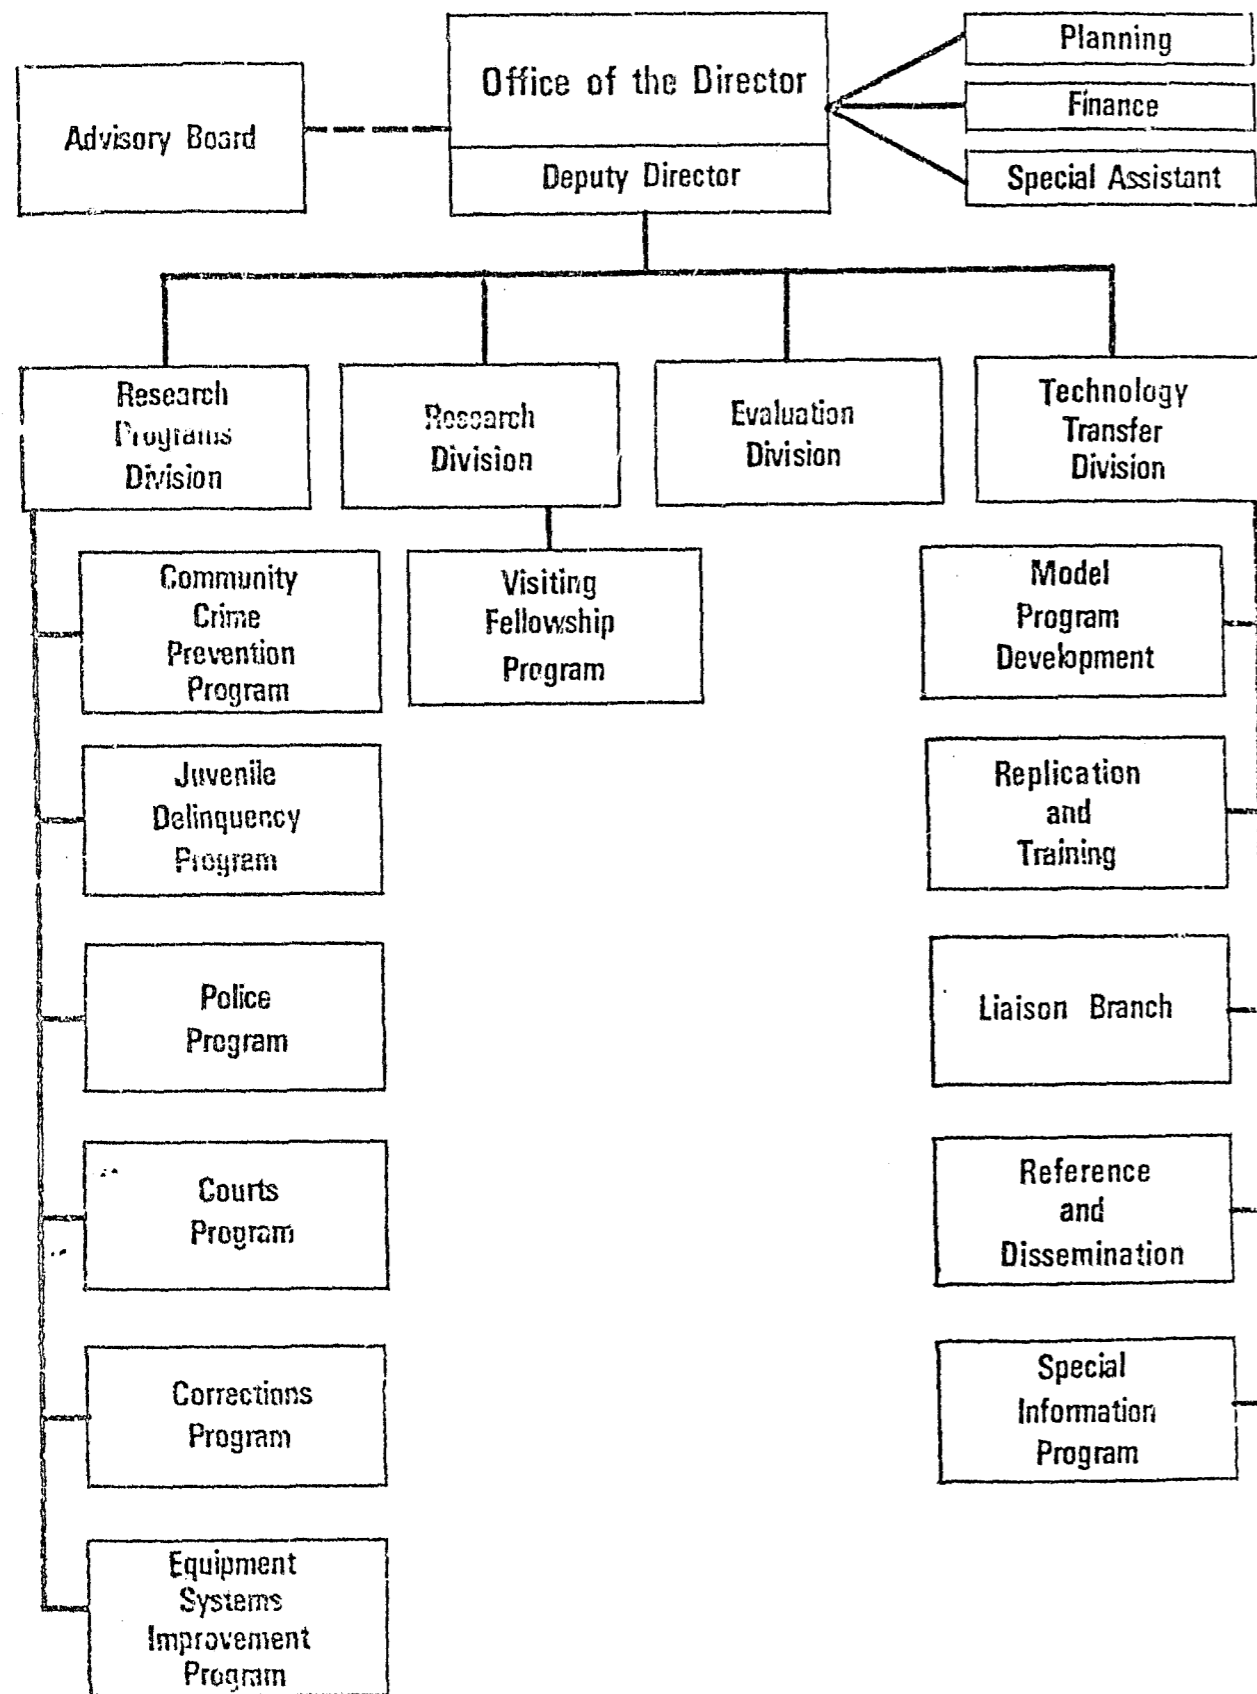 Planning
Office of the Director
Finance
Advisory Board
Deputy Director
Special Assistant
Research
Programs
Division
Research
Division
Evaluation
Division
Technology
Transfer
Division
Community
Crime
Prevention
Program
Visiting
Fellowship
Program
Model
Program
Development
Juvenile
Delinquency
Program
Replication
and
Training
Police
Program
Liaison Branch
Courts
Program
Reference
and
Dissemination
Corrections
Program
Special
Information
Program
Equipment
Systems
Improvement
Program